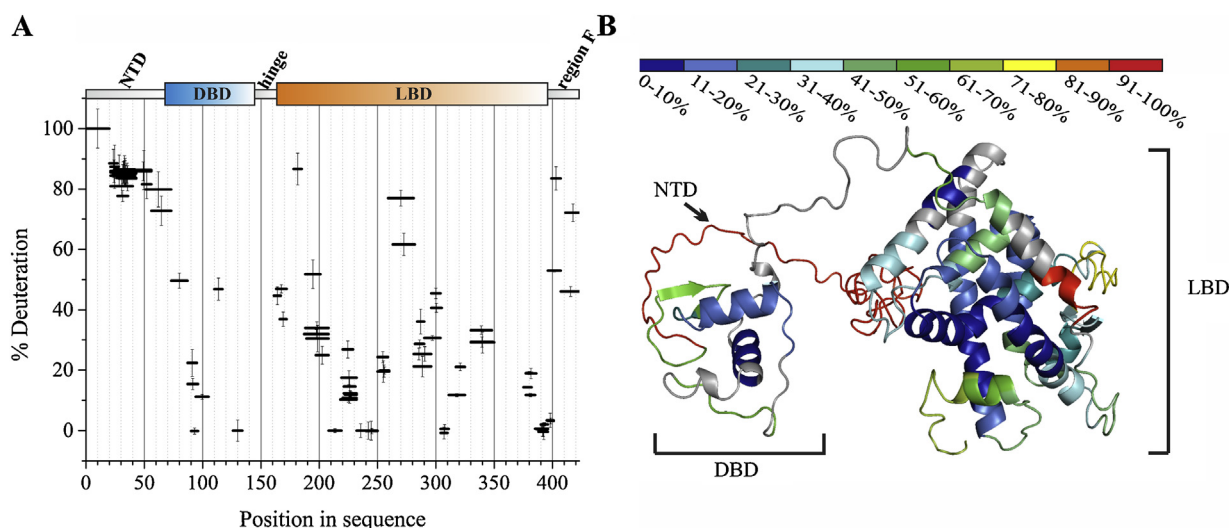 A
B
NTD
DBD
hinge
LBD
region F
% Deuteration
100
80
60
40
20
0
0
50
100
150
200
250
300
350
400
Position in sequence
0-10%
11-20%
21-30%
31-40%
41-50%
51-60%
61-70%
71-80%
81-90%
91-100%
NTD
DBD
LBD